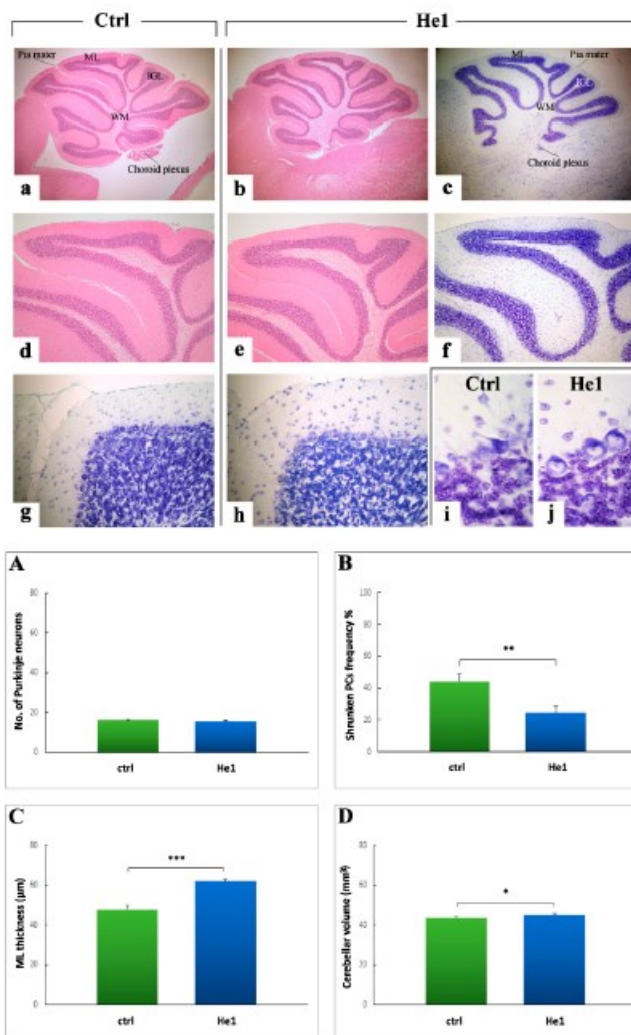 Ctrl He1
Pia mater ML IGL WM Choroid plexus a
b
ML Pia mater IGL WM Choroid plexus c
d e f
g h
Ctrl He1
i j
A
No. of Purkinje neurons
80
60
40
20
0
ctrl He1
B
Shrunken PCs frequency %
100
80
60
40
20
0
**
ctrl He1
C
ML thickness (µm)
80
60
40
20
0
***
ctrl He1
D
Cerebellar volume (mm³)
80
60
40
20
0
*
ctrl He1